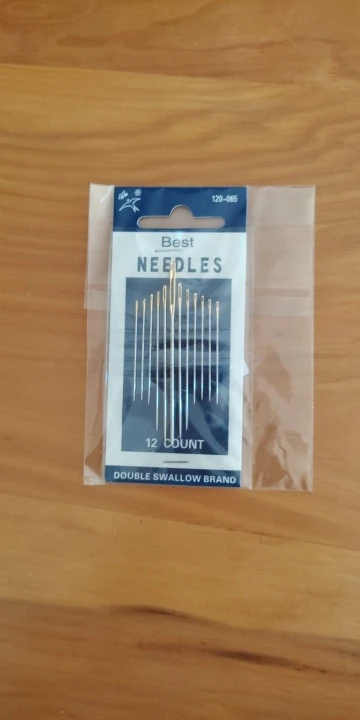 ®
120-065
Best
NEEDLES
12 COUNT
DOUBLE SWALLOW BRAND